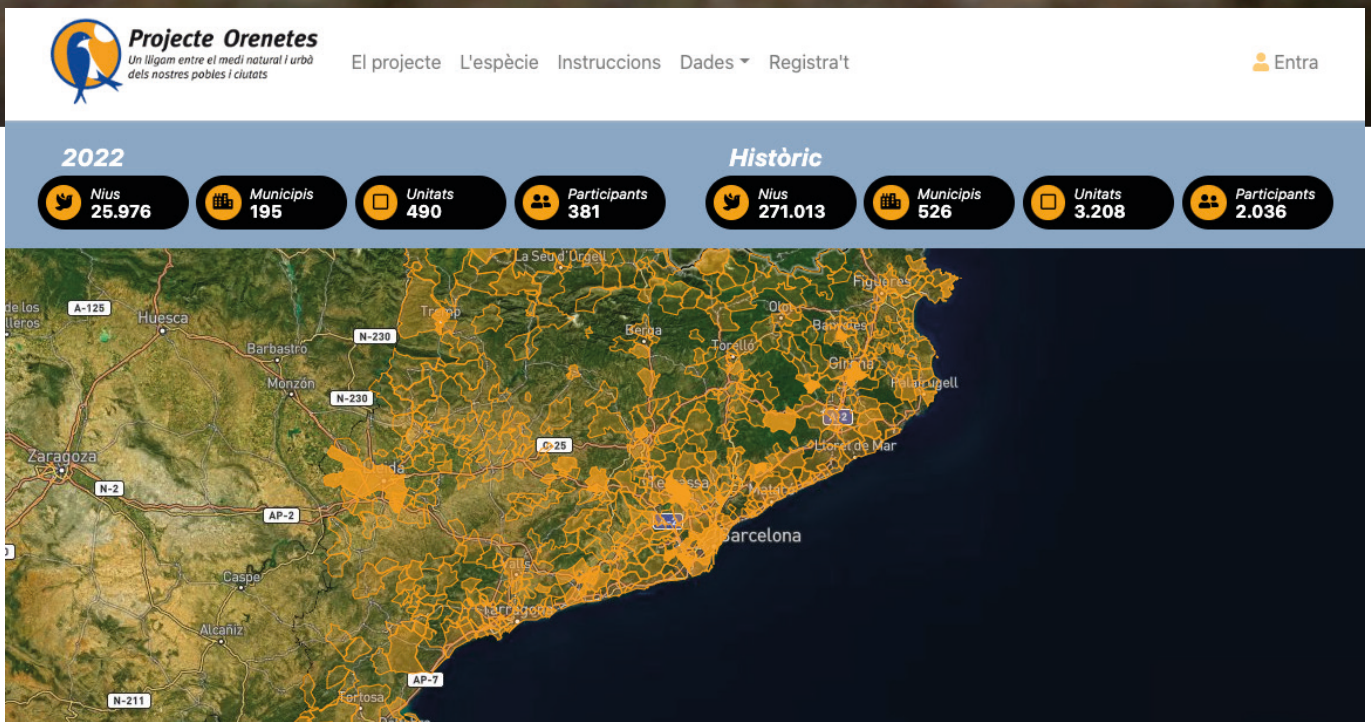 Projecte Orenetes
Un lligam entre el medi natural i urbà
dels nostres pobles i ciutats
El projecte L'espècie Instruccions Dades Registra't
Entra
2022
Nius
25.976
Municipis
195
Unitats
490
Participants
381
Històric
Nius
271.013
Municipis
526
Unitats
3.208
Participants
2.036
La Seu d'Urgell
Figueres
de los
A-125
Huesca
Tremp
Olot
Banyoles
Berga
N-230
Barbastro
Torelló
Girona
Monzón
Palafrugell
N-230
A-2
C-25
Lloret de Mar
Zaragoza
Terrassa
N-2
Mataró
AP-2
A-2
Barcelona
Valls
Caspe
Tarragona
Alcañiz
AP-7
N-211
Tortosa